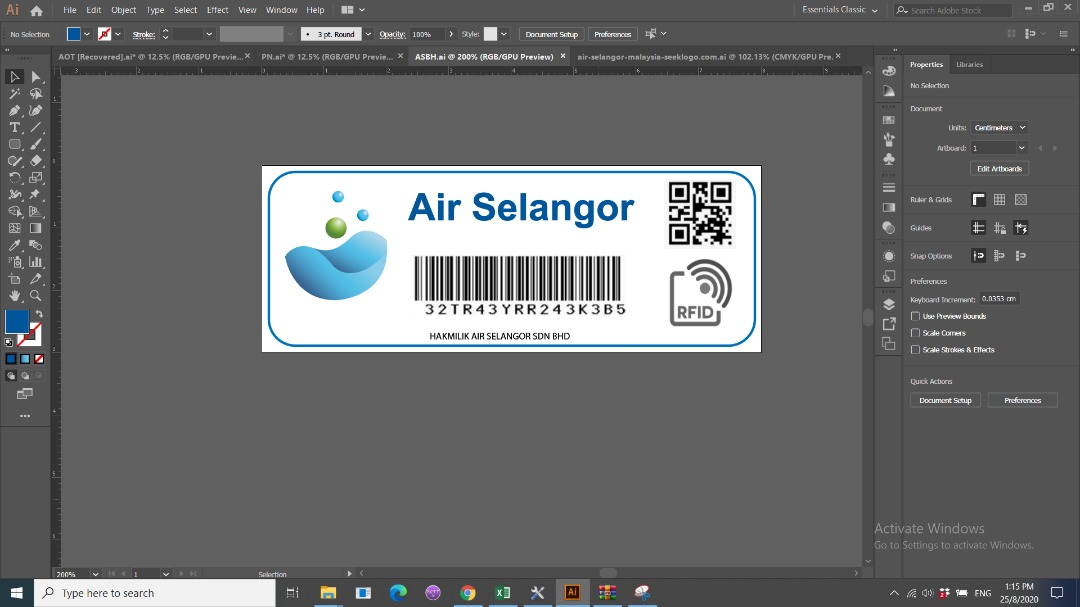 Ai File Edit Object Type Select Effect View Window Help Essentials Classic Search Adobe Stock
No Selection Stroke: 3 pt. Round Opacity: 100% Style: Document Setup Preferences
AOT [Recovered].ai* @ 12.5% (RGB/GPU Previe... PN.ai* @ 12.5% (RGB/GPU Previe... ASBH.ai @ 200% (RGB/GPU Preview) air-selangor-malaysia-seeklogo.com.ai @ 102.13% (CMYK/GPU Pre...
Properties Libraries
No Selection
Document
Units: Centimeters
Artboard: 1
Edit Artboards
Ruler & Grids
Guides
Snap Options
Preferences
Keyboard Increment: 0.0353 cm
Use Preview Bounds
Scale Corners
Scale Strokes & Effects
Quick Actions
Document Setup Preferences
Air Selangor
32TR43YRR243K3B5
RFID
HAKMILIK AIR SELANGOR SDN BHD
Activate Windows
Go to Settings to activate Windows.
200% 1 Selection
Type here to search
Ai
ENG
1:15 PM
25/8/2020